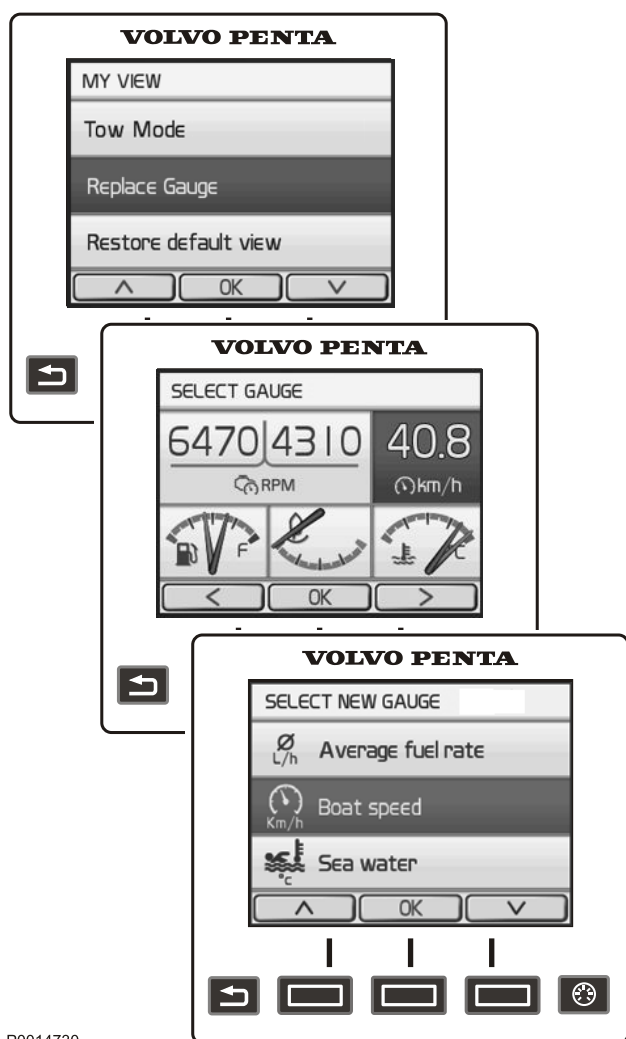 VOLVO PENTA
MY VIEW
Tow Mode
Replace Gauge
Restore default view
OK
VOLVO PENTA
SELECT GAUGE
6470 4310 40.8
RPM km/h
F C
OK
VOLVO PENTA
SELECT NEW GAUGE
L/h Average fuel rate
Km/h Boat speed
°C Sea water
OK